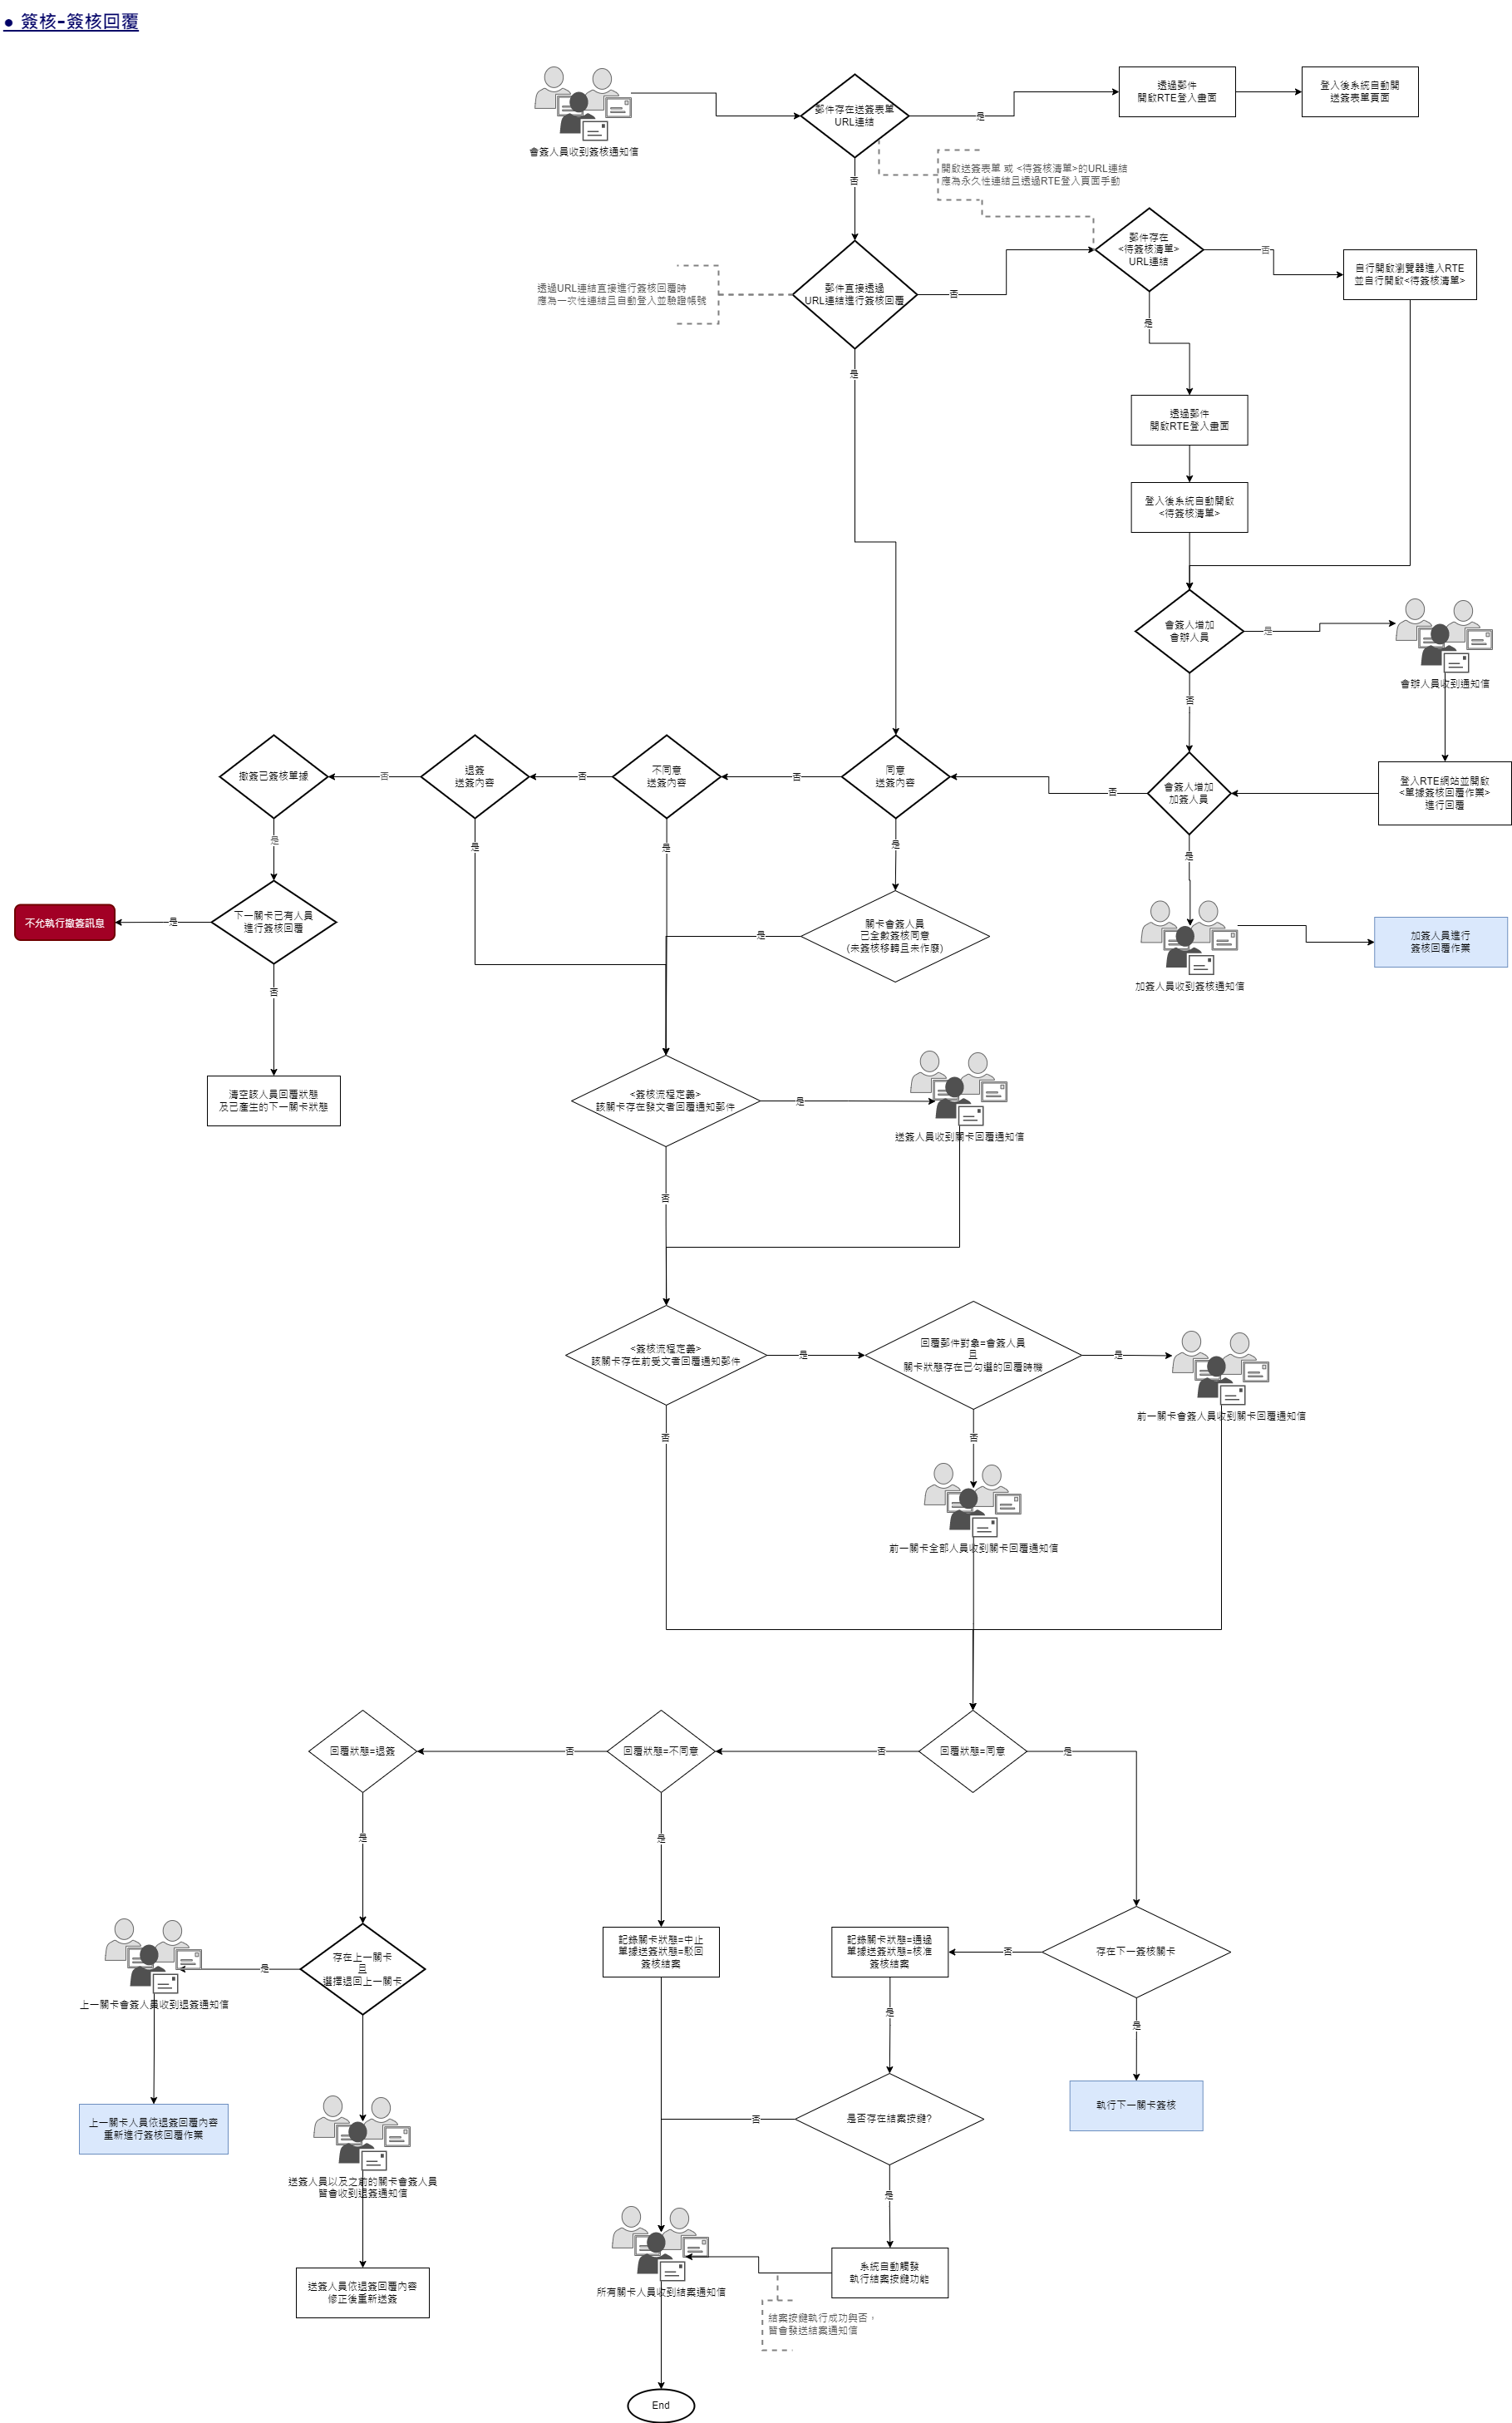 ● 簽核-簽核回覆
會簽人員收到簽核通知信
郵件存在送簽表單
URL連結
是
透過郵件
開啟RTE登入畫面
登入後系統自動開
送簽表單頁面
否
開啟送簽表單 或 <待簽核清單>的URL連結
應為永久性連結且透過RTE登入頁面手動
透過URL連結直接進行簽核回覆時
應為一次性連結且自動登入並驗證帳號
郵件直接透過
URL連結進行簽核回覆
否
郵件存在
<待簽核清單>
URL連結
否
自行開啟瀏覽器進入RTE
並自行開啟<待簽核清單>
是
是
透過郵件
開啟RTE登入畫面
登入後系統自動開啟
<待簽核清單>
會簽人增加
會辦人員
是
會辦人員收到通知信
否
撤簽已簽核單據
否
退簽
送簽內容
否
不同意
送簽內容
否
同意
送簽內容
否
會簽人增加
加簽人員
登入RTE網站並開啟
<單據簽核回覆作業>
進行回覆
是
是
是
是
是
不允執行撤簽訊息
是
下一關卡已有人員
進行簽核回覆
是
關卡會簽人員
已全數簽核同意
(未簽核移轉且未作廢)
加簽人員收到簽核通知信
加簽人員進行
簽核回覆作業
否
清空該人員回覆狀態
及已產生的下一關卡狀態
<簽核流程定義>
該關卡存在發文者回覆通知郵件
是
送簽人員收到關卡回覆通知信
否
<簽核流程定義>
該關卡存在前受文者回覆通知郵件
是
回覆郵件對象=會簽人員
且
關卡狀態存在已勾選的回覆時機
是
前一關卡會簽人員收到關卡回覆通知信
否
否
前一關卡全部人員收到關卡回覆通知信
回覆狀態=退簽
否
回覆狀態=不同意
否
回覆狀態=同意
是
是
是
存在上一關卡
且
選擇退回上一關卡
是
上一關卡會簽人員收到退簽通知信
記錄關卡狀態=中止
單據送簽狀態=駁回
簽核結案
記錄關卡狀態=通過
單據送簽狀態=核准
簽核結案
否
存在下一簽核關卡
是
是
上一關卡人員依退簽回覆內容
重新進行簽核回覆作業
執行下一關卡簽核
否
是否存在結案按鍵?
送簽人員以及之前的關卡會簽人員
皆會收到退簽通知信
是
送簽人員依退簽回覆內容
修正後重新送簽
所有關卡人員收到結案通知信
系統自動觸發
執行結案按鍵功能
結案按鍵執行成功與否，
皆會發送結案通知信
End